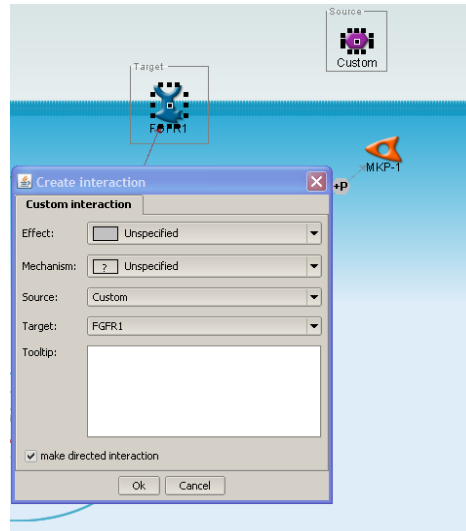 Source
Custom
Target
FGFR1
MKP-1
+P
Create interaction
Custom interaction
Effect: Unspecified
Mechanism: ? Unspecified
Source: Custom
Target: FGFR1
Tooltip:
make directed interaction
Ok Cancel